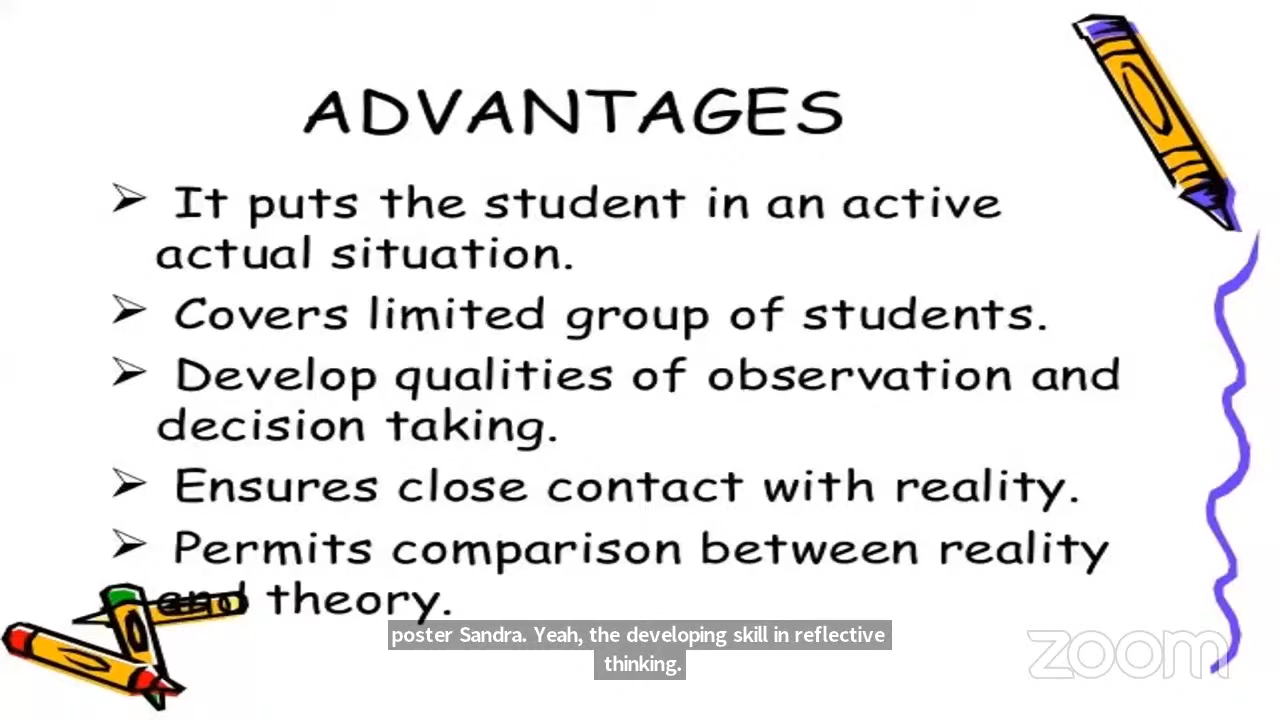 ADVANTAGES
➢ It puts the student in an active
actual situation.
➢ Covers limited group of students.
➢ Develop qualities of observation and
decision taking.
➢ Ensures close contact with reality.
➢ Permits comparison between reality
and theory.
poster Sandra. Yeah, the developing skill in reflective
thinking.
zoom